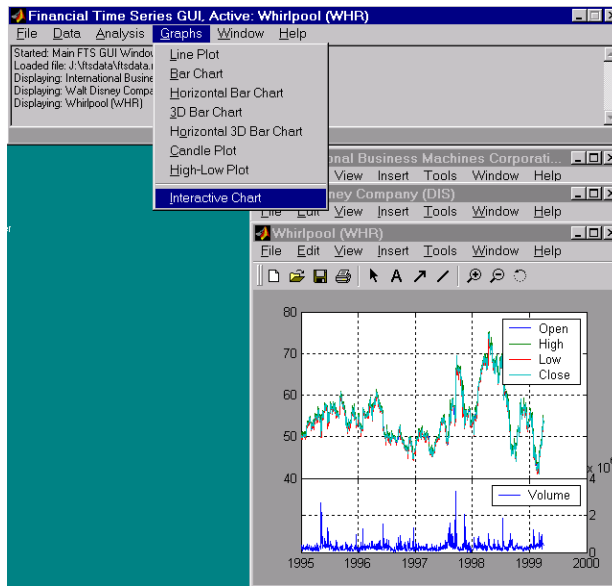 Financial Time Series GUI, Active: Whirlpool (WHR)
File Data Analysis Graphs Window Help
Started: Main FTS GUI Window
Loaded file: J:\ftsdata\ftsdata.
Displaying: International Busine
Displaying: Walt Disney Compa
Displaying: Whirlpool (WHR)
Line Plot
Bar Chart
Horizontal Bar Chart
3D Bar Chart
Horizontal 3D Bar Chart
Candle Plot
High-Low Plot
Interactive Chart
onal Business Machines Corporati...
View Insert Tools Window Help
ney Company (DIS)
File Edit View Insert Tools Window Help
Whirlpool (WHR)
File Edit View Insert Tools Window Help
A
80
70
60
50
40
Open
High
Low
Close
x 10
4
2
0
Volume
1995 1996 1997 1998 1999 2000